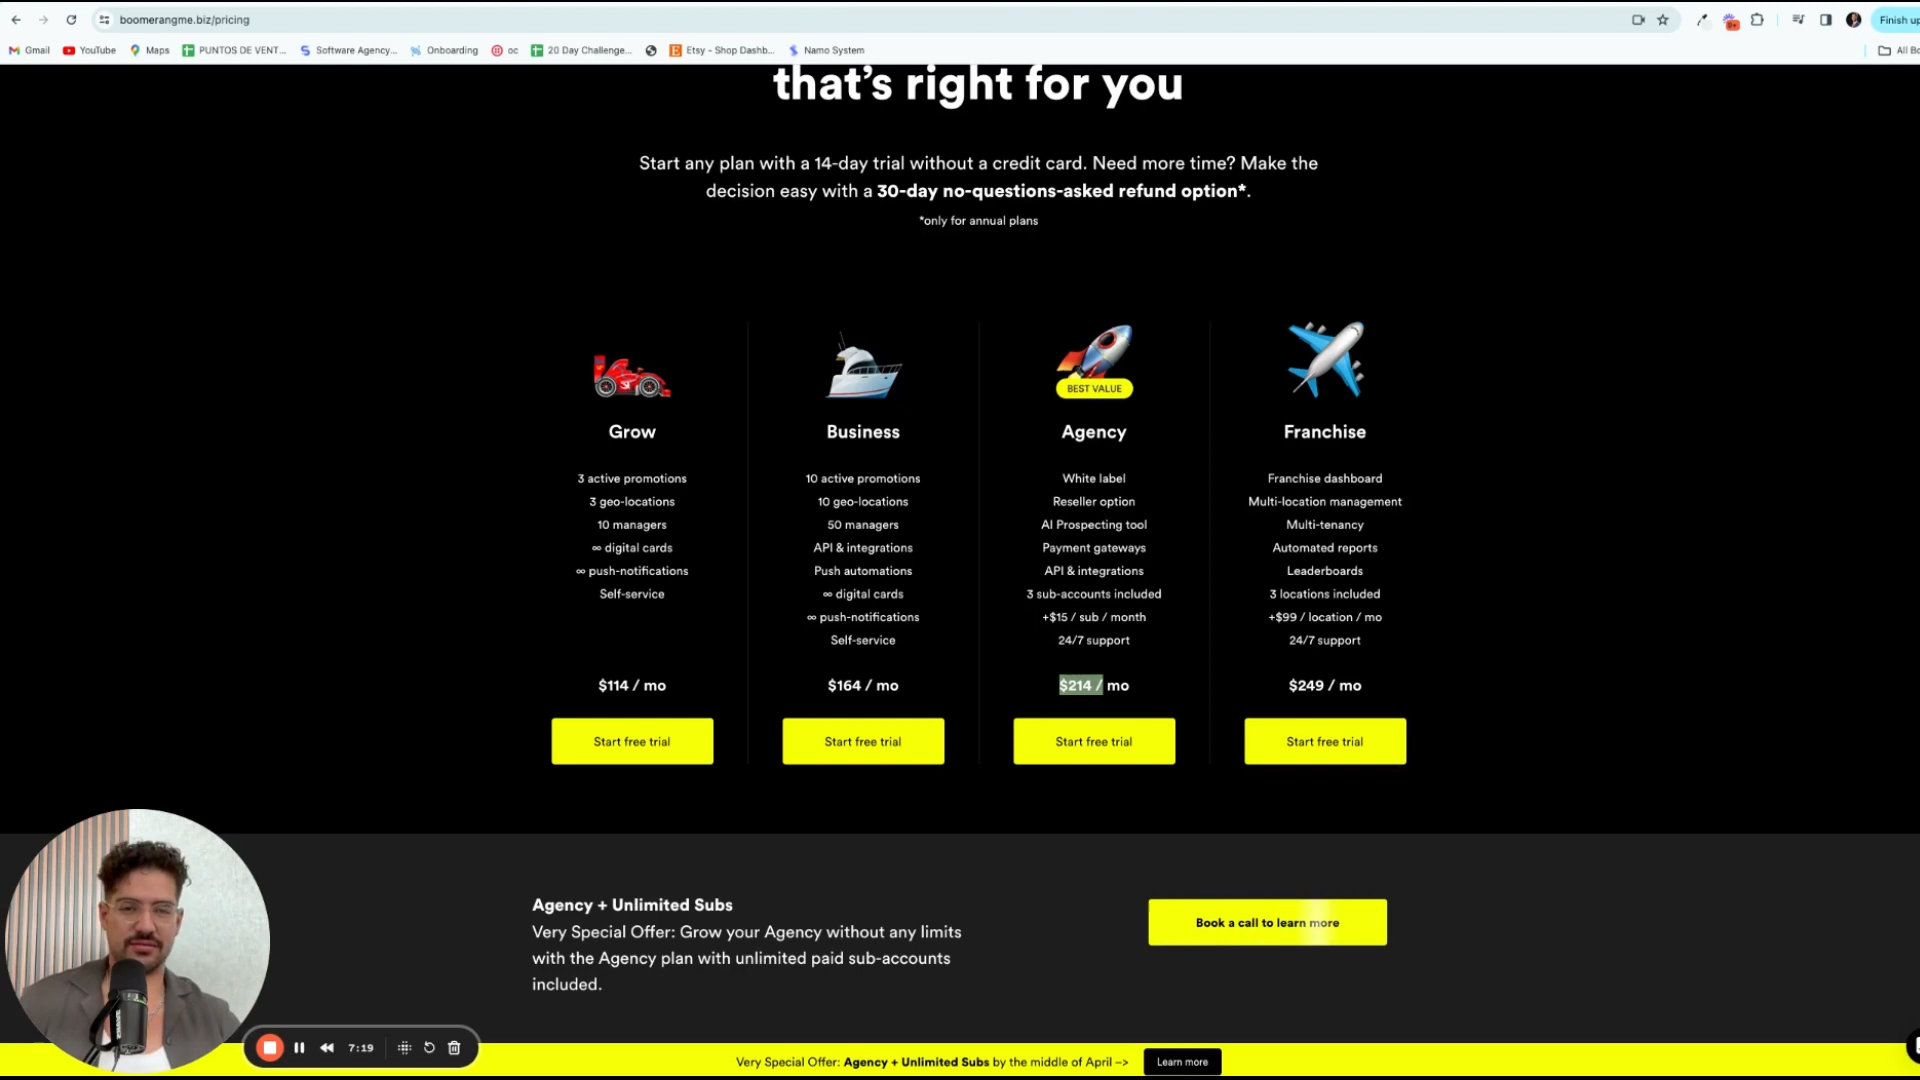 boomerangme.biz/pricing
Finish up
Gmail
YouTube
Maps
PUNTOS DE VENT...
Software Agency...
Onboarding
oc
20 Day Challenge...
Etsy - Shop Dashb...
Namo System
All Bo
that's right for you
Start any plan with a 14-day trial without a credit card. Need more time? Make the
decision easy with a 30-day no-questions-asked refund option*.
*only for annual plans
Grow
3 active promotions
3 geo-locations
10 managers
∞ digital cards
∞ push-notifications
Self-service
$114 / mo
Start free trial
Business
10 active promotions
10 geo-locations
50 managers
API & integrations
Push automations
∞ digital cards
∞ push-notifications
Self-service
$164 / mo
Start free trial
BEST VALUE
Agency
White label
Reseller option
AI Prospecting tool
Payment gateways
API & integrations
3 sub-accounts included
+$15 / sub / month
24/7 support
$214 / mo
Start free trial
Franchise
Franchise dashboard
Multi-location management
Multi-tenancy
Automated reports
Leaderboards
3 locations included
+$99 / location / mo
24/7 support
$249 / mo
Start free trial
Agency + Unlimited Subs
Very Special Offer: Grow your Agency without any limits
with the Agency plan with unlimited paid sub-accounts
included.
Book a call to learn more
7:19
Very Special Offer: Agency + Unlimited Subs by the middle of April –>
Learn more